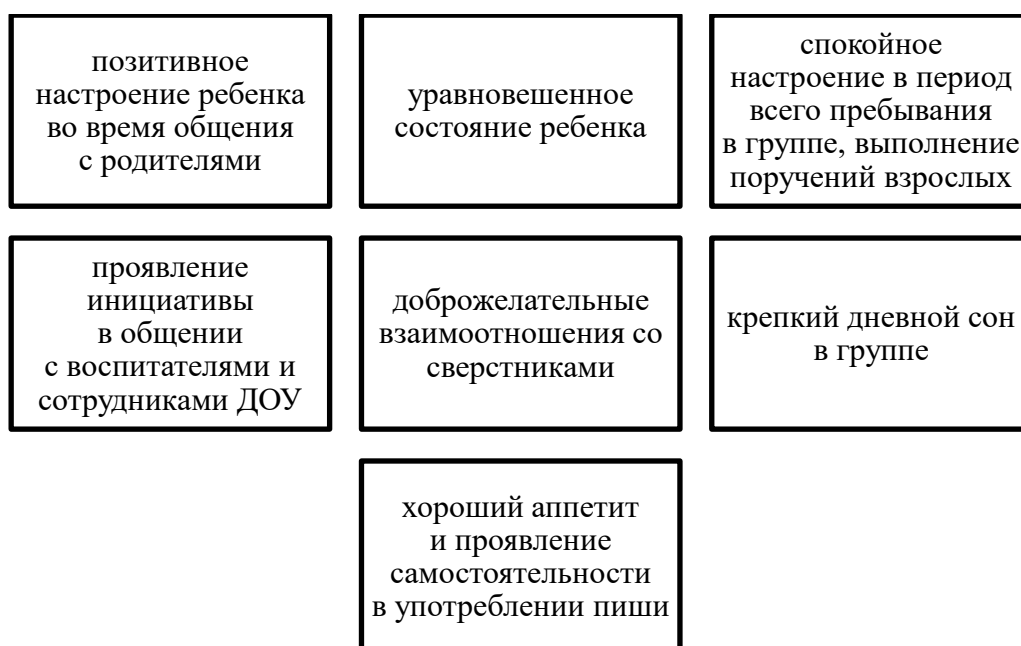 позитивное
настроение ребенка
во время общения
с родителями
уравновешенное
состояние ребенка
спокойное
настроение в период
всего пребывания
в группе, выполнение
поручений взрослых
проявление
инициативы
в общении
с воспитателями и
сотрудниками ДОУ
доброжелательные
взаимоотношения со
сверстниками
крепкий дневной сон
в группе
хороший аппетит
и проявление
самостоятельности
в употреблении пиши